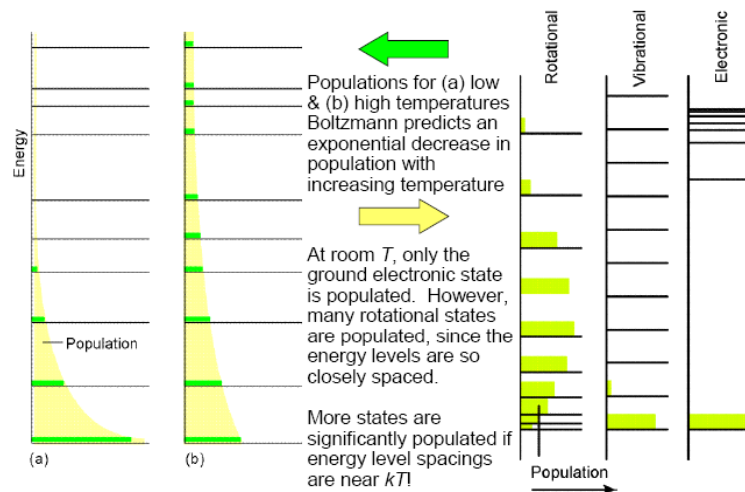 Energy
Population
(a)
(b)
Populations for (a) low
& (b) high temperatures
Boltzmann predicts an
exponential decrease in
population with
increasing temperature
At room T, only the
ground electronic state
is populated. However,
many rotational states
are populated, since the
energy levels are so
closely spaced.
More states are
significantly populated if
energy level spacings
are near kT!
Rotational
Vibrational
Electronic
Population